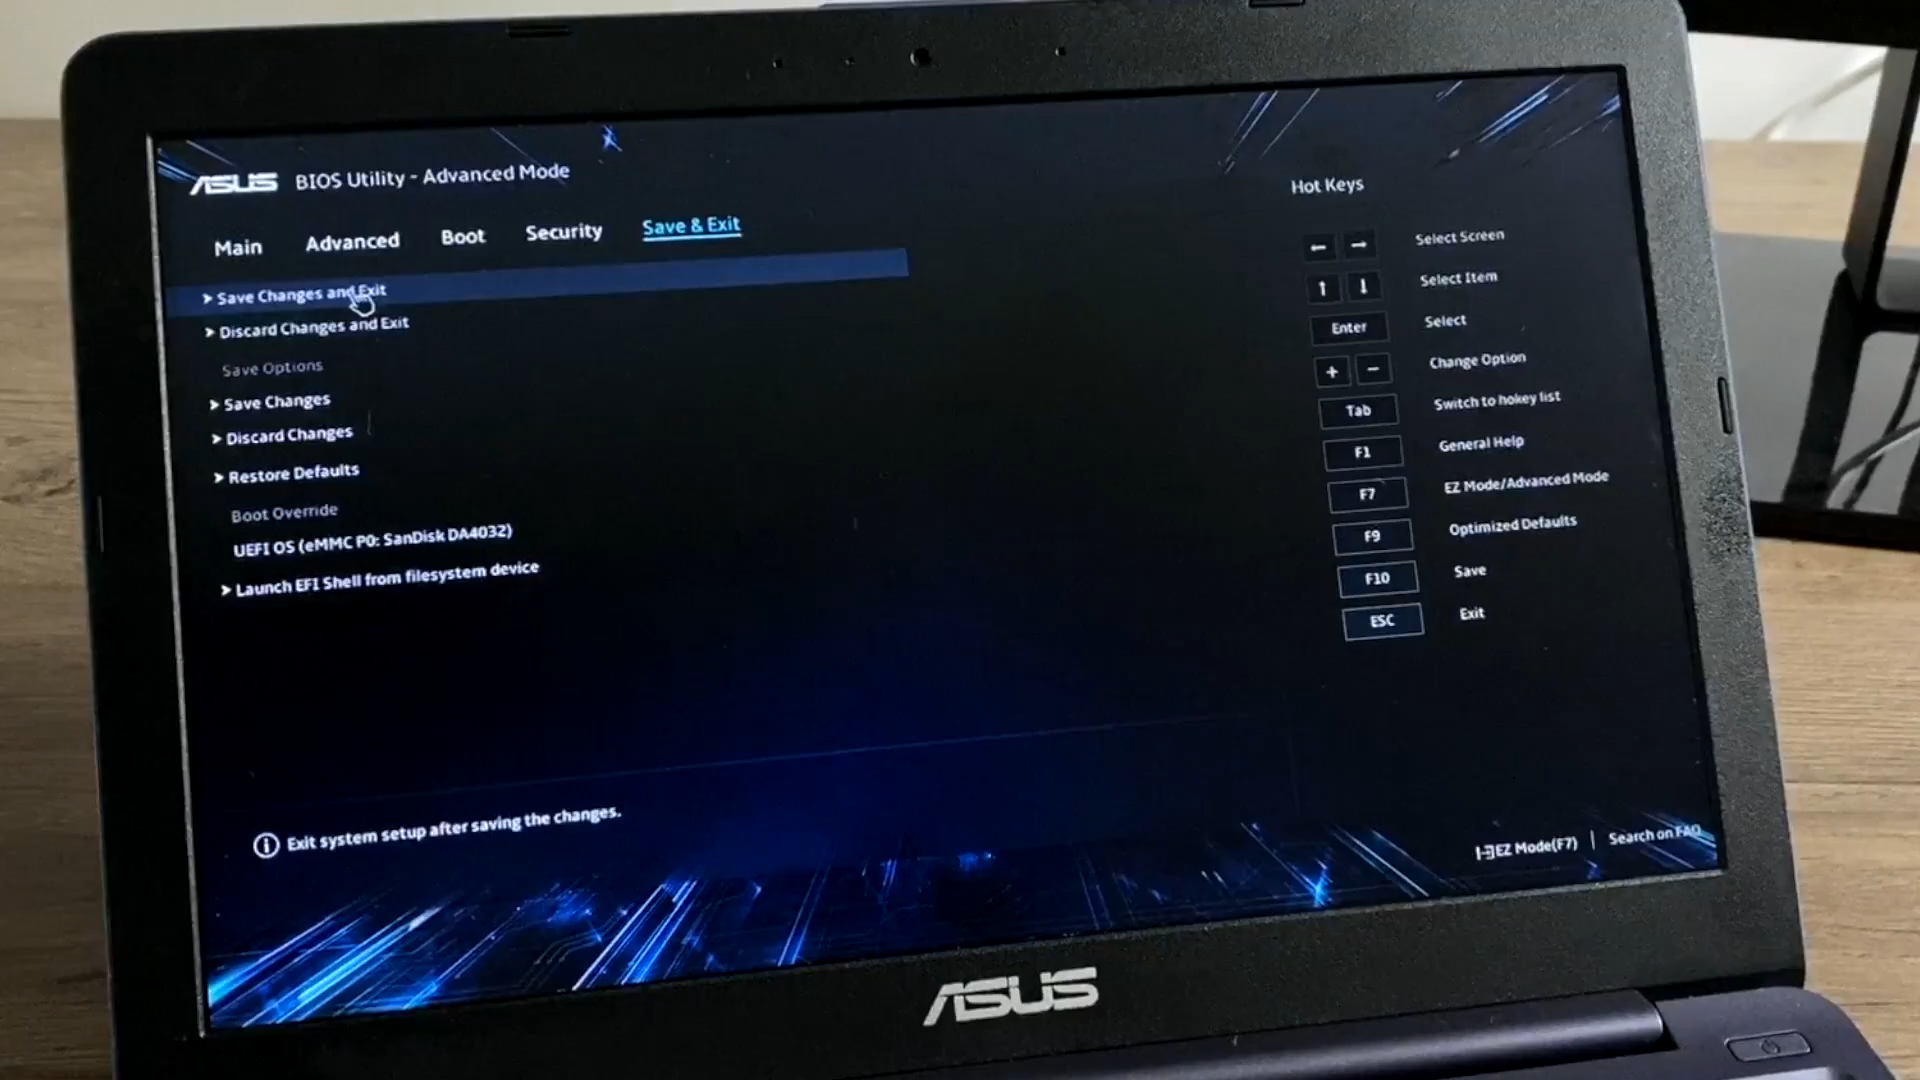 ASUS BIOS Utility - Advanced Mode
Main Advanced Boot Security Save & Exit
Save Changes and Exit
Discard Changes and Exit
Save Options
Save Changes
Discard Changes
Restore Defaults
Boot Override
UEFI OS (eMMC P0: SanDisk DA4032)
Launch EFI Shell from filesystem device
Exit system setup after saving the changes.
Hot Keys
← → Select Screen
↑ ↓ Select Item
Enter Select
+ - Change Option
Tab Switch to hokey list
F1 General Help
F7 EZ Mode/Advanced Mode
F9 Optimized Defaults
F10 Save
ESC Exit
EZ Mode(F7) | Search on FAQ
ASUS